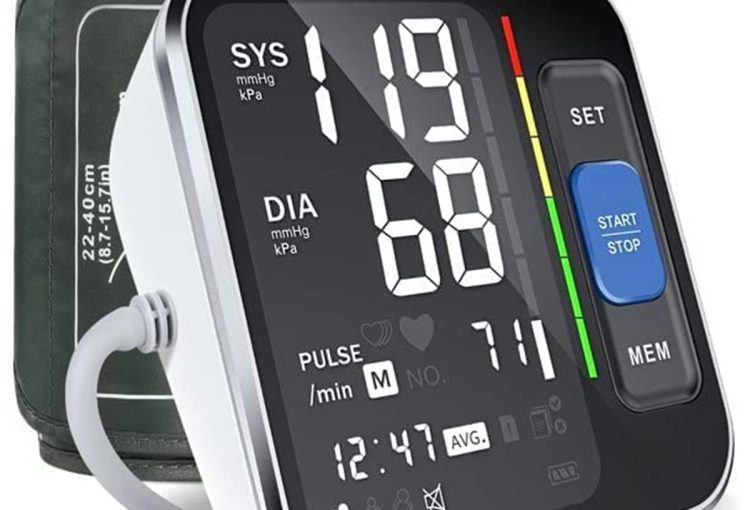 SYS
mmHg
kPa
119
DIA
mmHg
kPa
68
PULSE
/min
M
NO.
71
12:47
AVG.
SET
START
STOP
MEM
22-40cm
(8.7-15.7in)